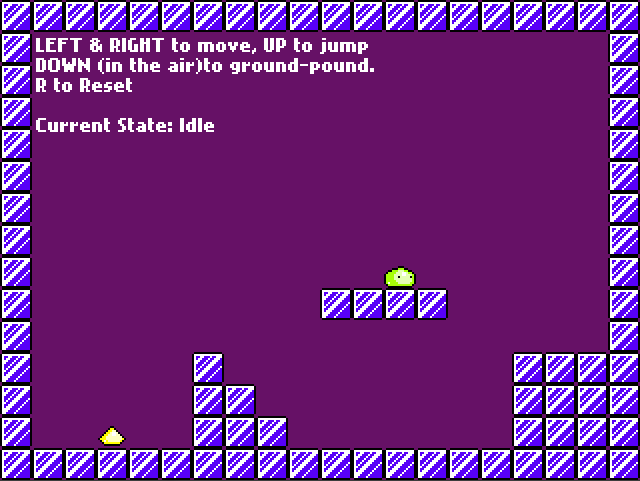 LEFT & RIGHT to move, UP to jump
DOWN (in the air)to ground-pound.
R to Reset
Current State: Idle